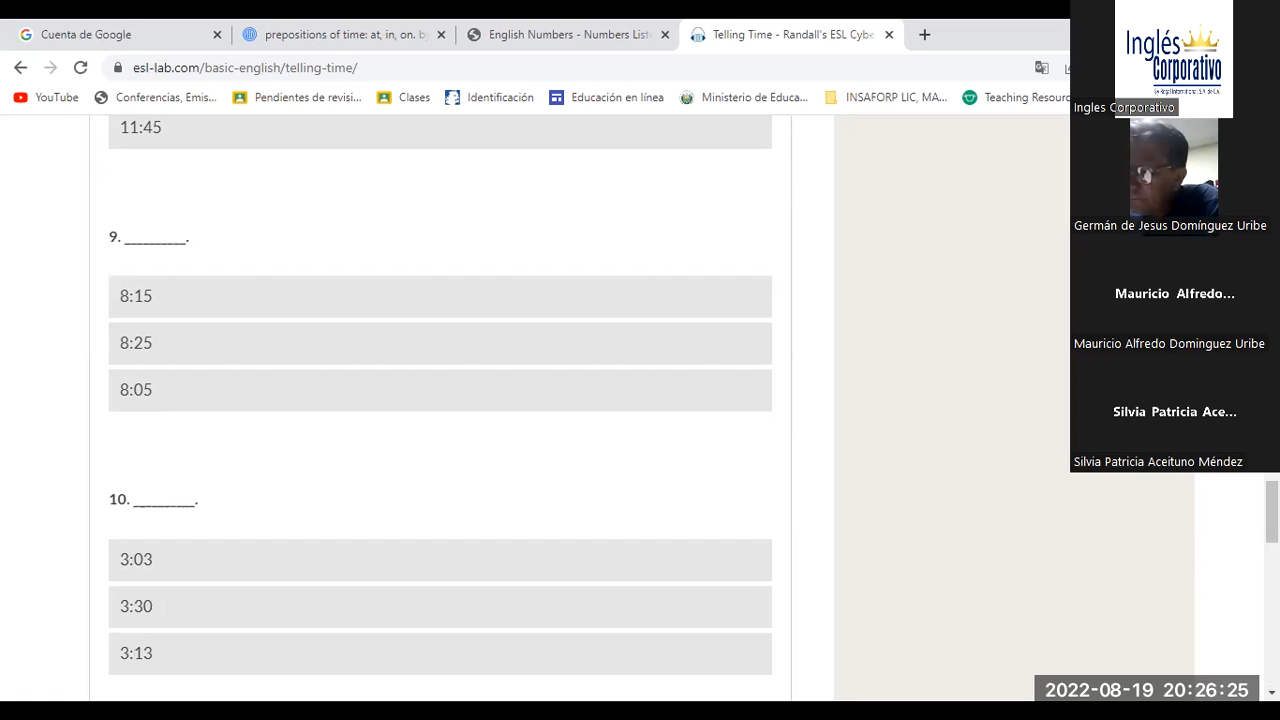 Cuenta de Google
prepositions of time: at, in, on. by
English Numbers - Numbers List
Telling Time - Randall's ESL Cybe
esl-lab.com/basic-english/telling-time/
YouTube
Conferencias, Emis...
Pendientes de revisi...
Clases
Identificación
Educación en línea
Ministerio de Educa...
INSAFORP LIC, MA...
Teaching Resour
11:45
9. _________.
8:15
8:25
8:05
10. _________.
3:03
3:30
3:13
Inglés
Corporativo
Ingles Corporativo
Germán de Jesus Domínguez Uribe
Mauricio Alfredo...
Mauricio Alfredo Dominguez Uribe
Silvia Patricia Ace...
Silvia Patricia Aceituno Méndez
2022-08-19 20:26:25